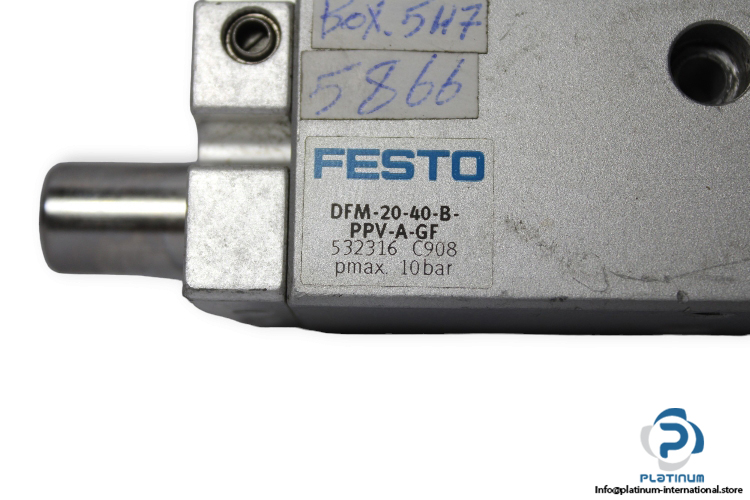 BOX. 5H7
5866
FESTO
DFM-20-40-B-
PPV-A-GF
532316 C908
pmax. 10bar
PLATINUM
Info@platinum-international.store